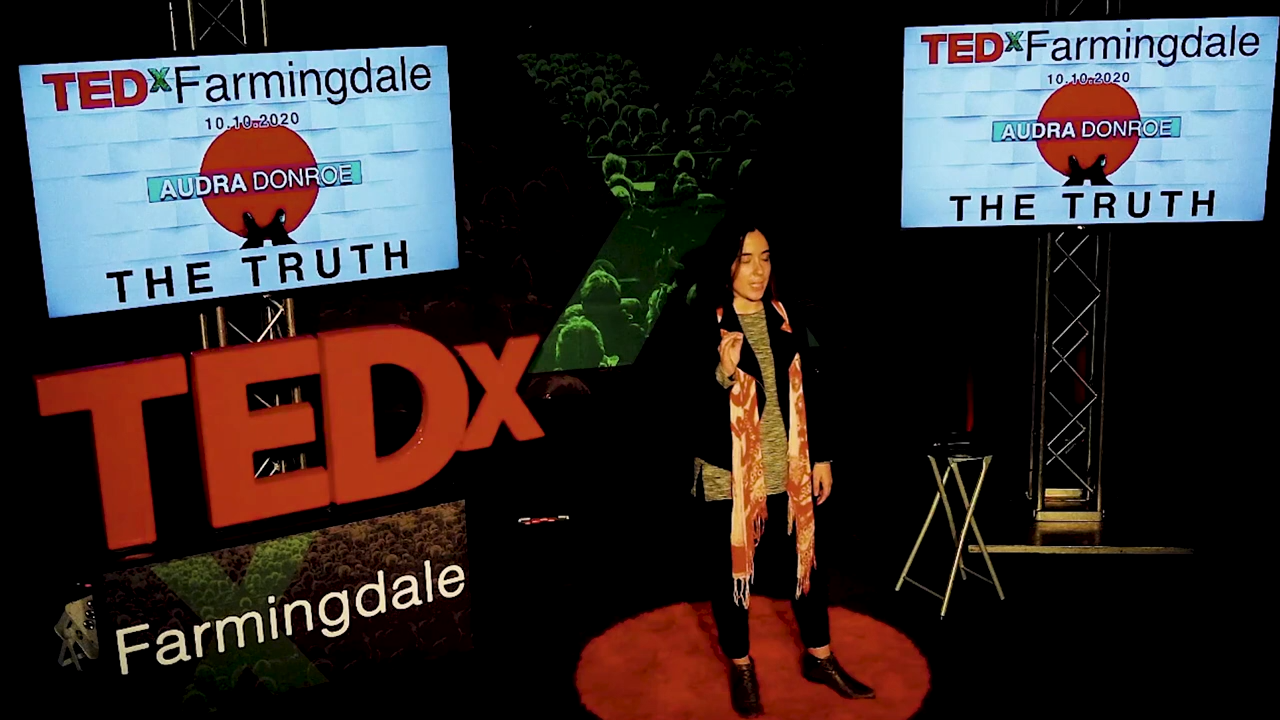 TEDxFarmingdale
10.10.2020
AUDRA DONROE
THE TRUTH
TEDxFarmingdale
10.10.2020
AUDRA DONROE
THE TRUTH
TEDx
Farmingdale